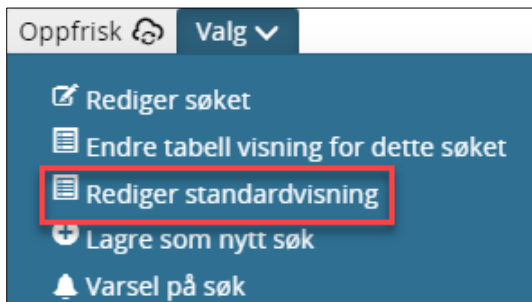 Oppfrisk Valg
Rediger søket
Endre tabell visning for dette søket
Rediger standardvisning
Lagre som nytt søk
Varsel på søk